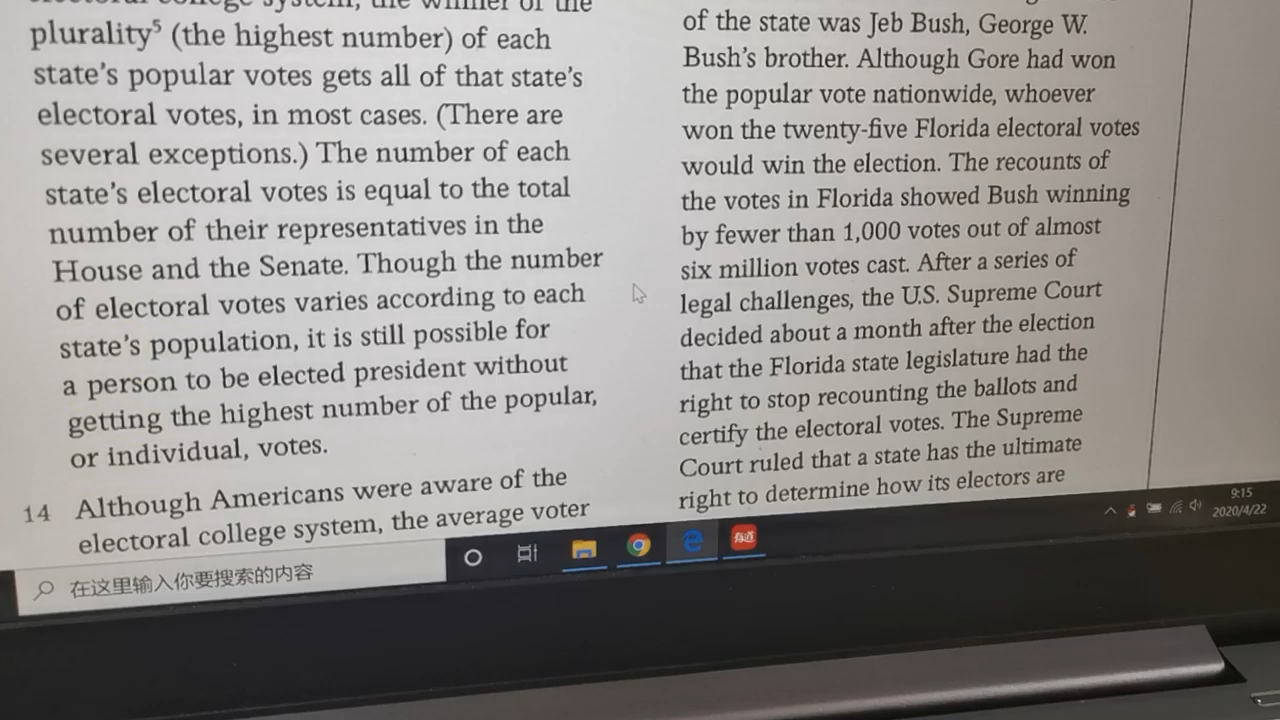 electoral college system, the winner of the
plurality⁵ (the highest number) of each
state's popular votes gets all of that state's
electoral votes, in most cases. (There are
several exceptions.) The number of each
state's electoral votes is equal to the total
number of their representatives in the
House and the Senate. Though the number
of electoral votes varies according to each
state's population, it is still possible for
a person to be elected president without
getting the highest number of the popular,
or individual, votes.
14 Although Americans were aware of the
electoral college system, the average voter
of the state was Jeb Bush, George W.
Bush's brother. Although Gore had won
the popular vote nationwide, whoever
won the twenty-five Florida electoral votes
would win the election. The recounts of
the votes in Florida showed Bush winning
by fewer than 1,000 votes out of almost
six million votes cast. After a series of
legal challenges, the U.S. Supreme Court
decided about a month after the election
that the Florida state legislature had the
right to stop recounting the ballots and
certify the electoral votes. The Supreme
Court ruled that a state has the ultimate
right to determine how its electors are
在这里输入你要搜索的内容
有道
9:15
2020/4/22